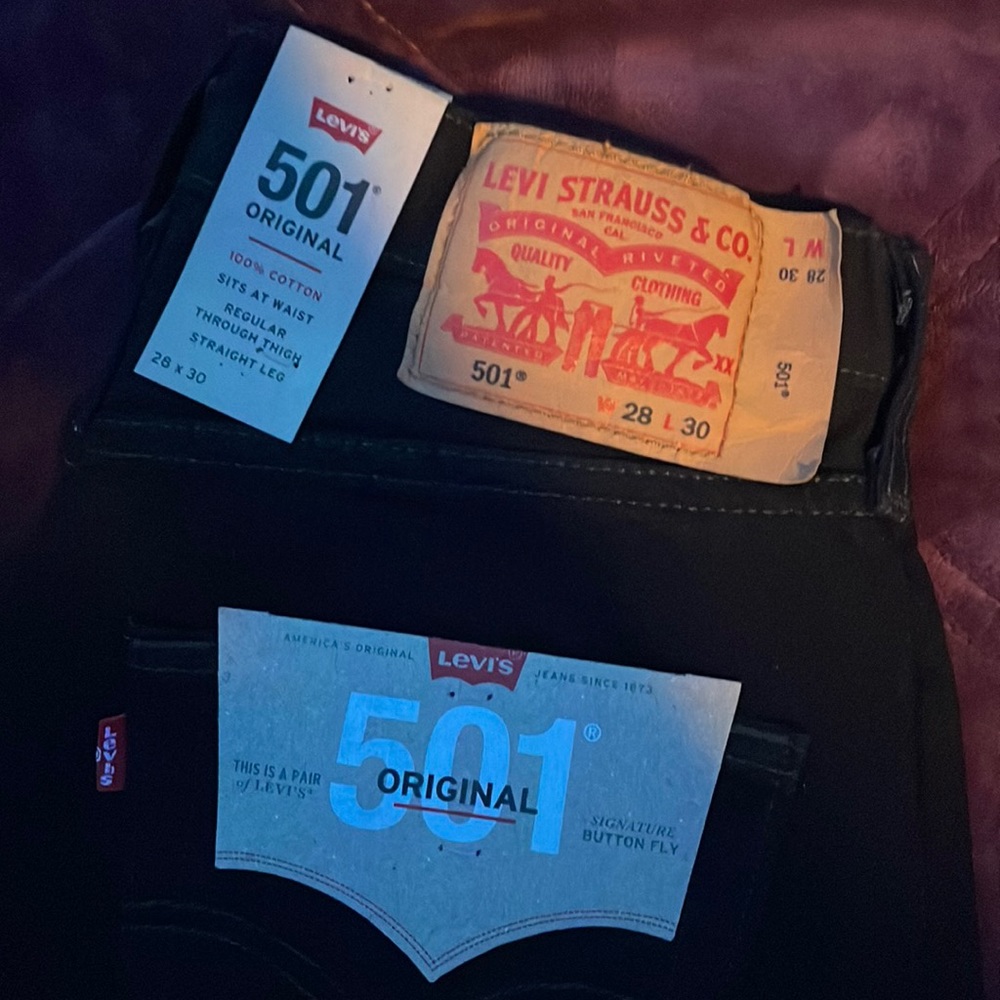 Levi's
501®
ORIGINAL
100% COTTON
SITS AT WAIST
REGULAR
THROUGH THIGH
STRAIGHT LEG
28 x 30
LEVI STRAUSS & CO.
SAN FRANCISCO
CAL
ORIGINAL RIVETED
QUALITY
CLOTHING
PATENTED
XX
501®
W 28 L 30
W L
28 30
501®
AMERICA'S ORIGINAL
Levi's®
JEANS SINCE 1873
501®
ORIGINAL
THIS IS A PAIR
of LEVI'S®
SIGNATURE
BUTTON FLY
Levi's®